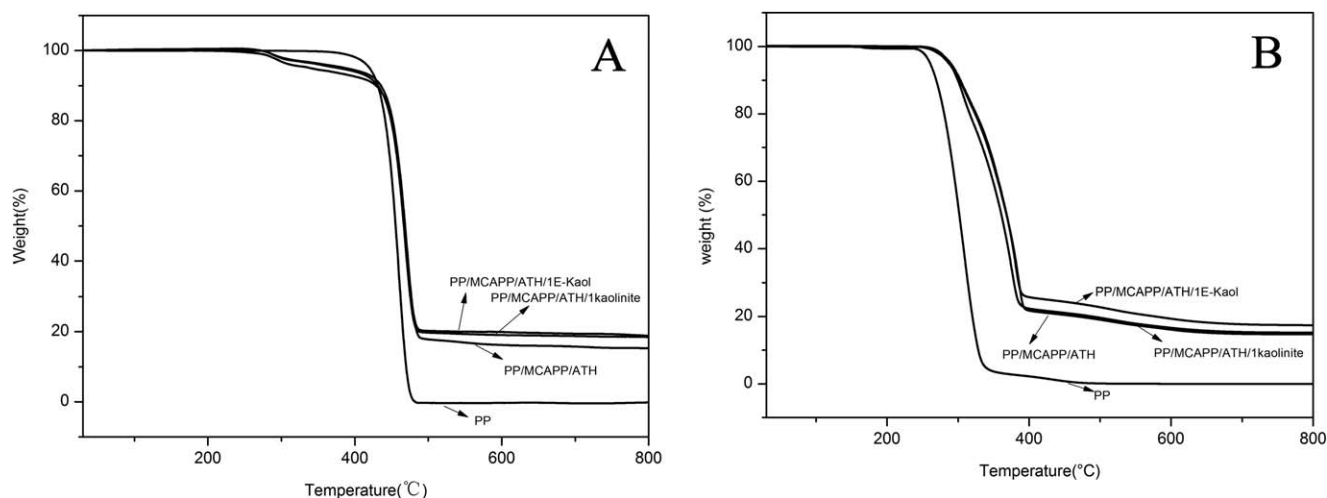 A
100
80
60
40
20
0
Weight(%)
PP/MCAPP/ATH/1E-Kaol
PP/MCAPP/ATH/1kaolinite
PP/MCAPP/ATH
PP
200
400
600
800
Temperature(℃)
B
100
80
60
40
20
0
weight (%)
PP/MCAPP/ATH/1E-Kaol
PP/MCAPP/ATH
PP/MCAPP/ATH/1kaolinite
PP
200
400
600
800
Temperature(°C)